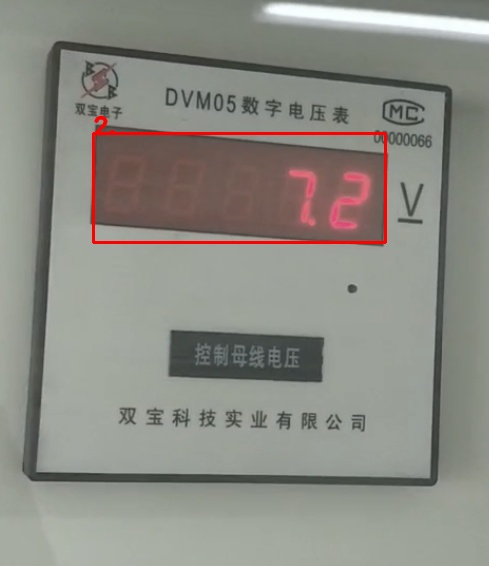 DVM05数字电压表
双宝电子
MC
00000066
2
7.2
V
控制母线电压
双宝科技实业有限公司